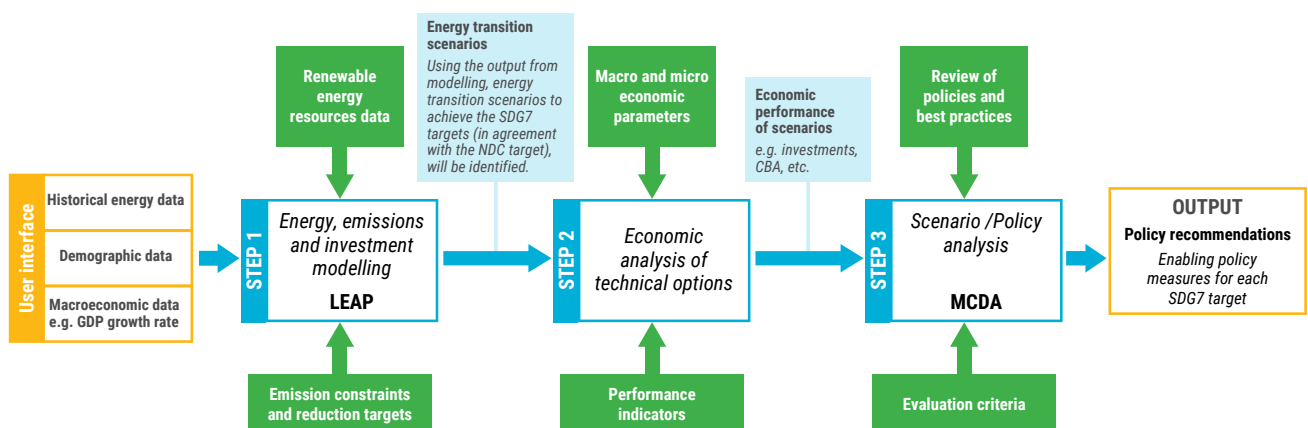 User interface
Historical energy data
Demographic data
Macroeconomic data
e.g. GDP growth rate
Renewable
energy
resources data
STEP 1
Energy, emissions
and investment
modelling
LEAP
Emission constraints
and reduction targets
Energy transition
scenarios
Using the output from
modelling, energy
transition scenarios to
achieve the SDG7
targets (in agreement
with the NDC target),
will be identified.
Macro and micro
economic
parameters
STEP 2
Economic
analysis of
technical options
Performance
indicators
Economic
performance
of scenarios
e.g. investments,
CBA, etc.
Review of
policies and
best practices
STEP 3
Scenario /Policy
analysis
MCDA
Evaluation criteria
OUTPUT
Policy recommendations
Enabling policy
measures for each
SDG7 target